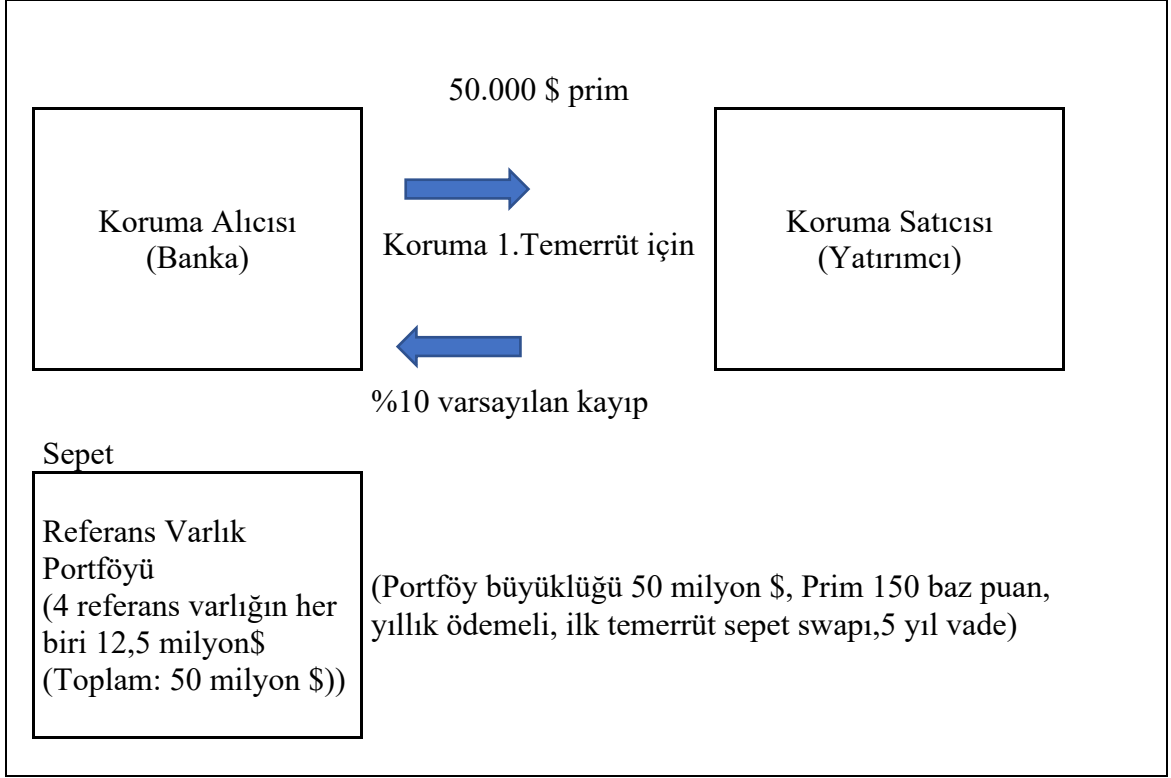 50.000 $ prim
Koruma Alıcısı
(Banka)
Koruma 1.Temerrüt için
Koruma Satıcısı
(Yatırımcı)
%10 varsayılan kayıp
Sepet
Referans Varlık
Portföyü
(4 referans varlığın her
biri 12,5 milyon$
(Toplam: 50 milyon $))
(Portföy büyüklüğü 50 milyon $, Prim 150 baz puan,
yıllık ödemeli, ilk temerrüt sepet swapı,5 yıl vade)